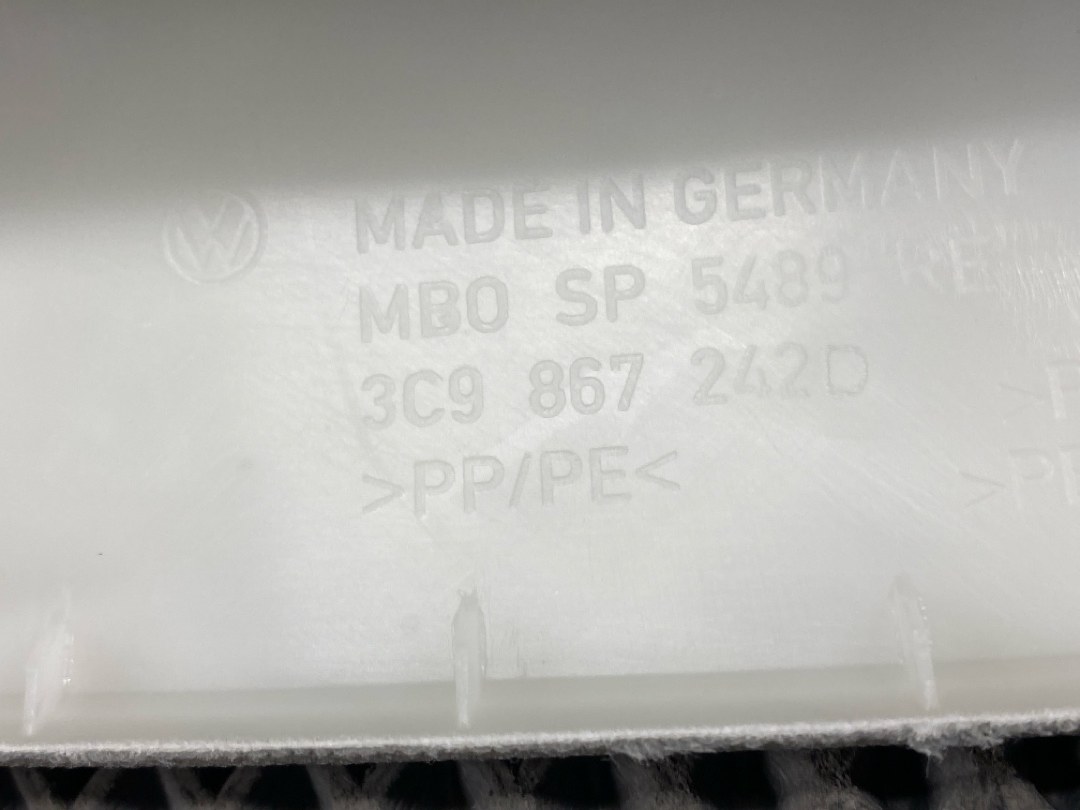 MADE IN GERMANY
MBO SP 5489
3C9 867 242D
>PP/PE<